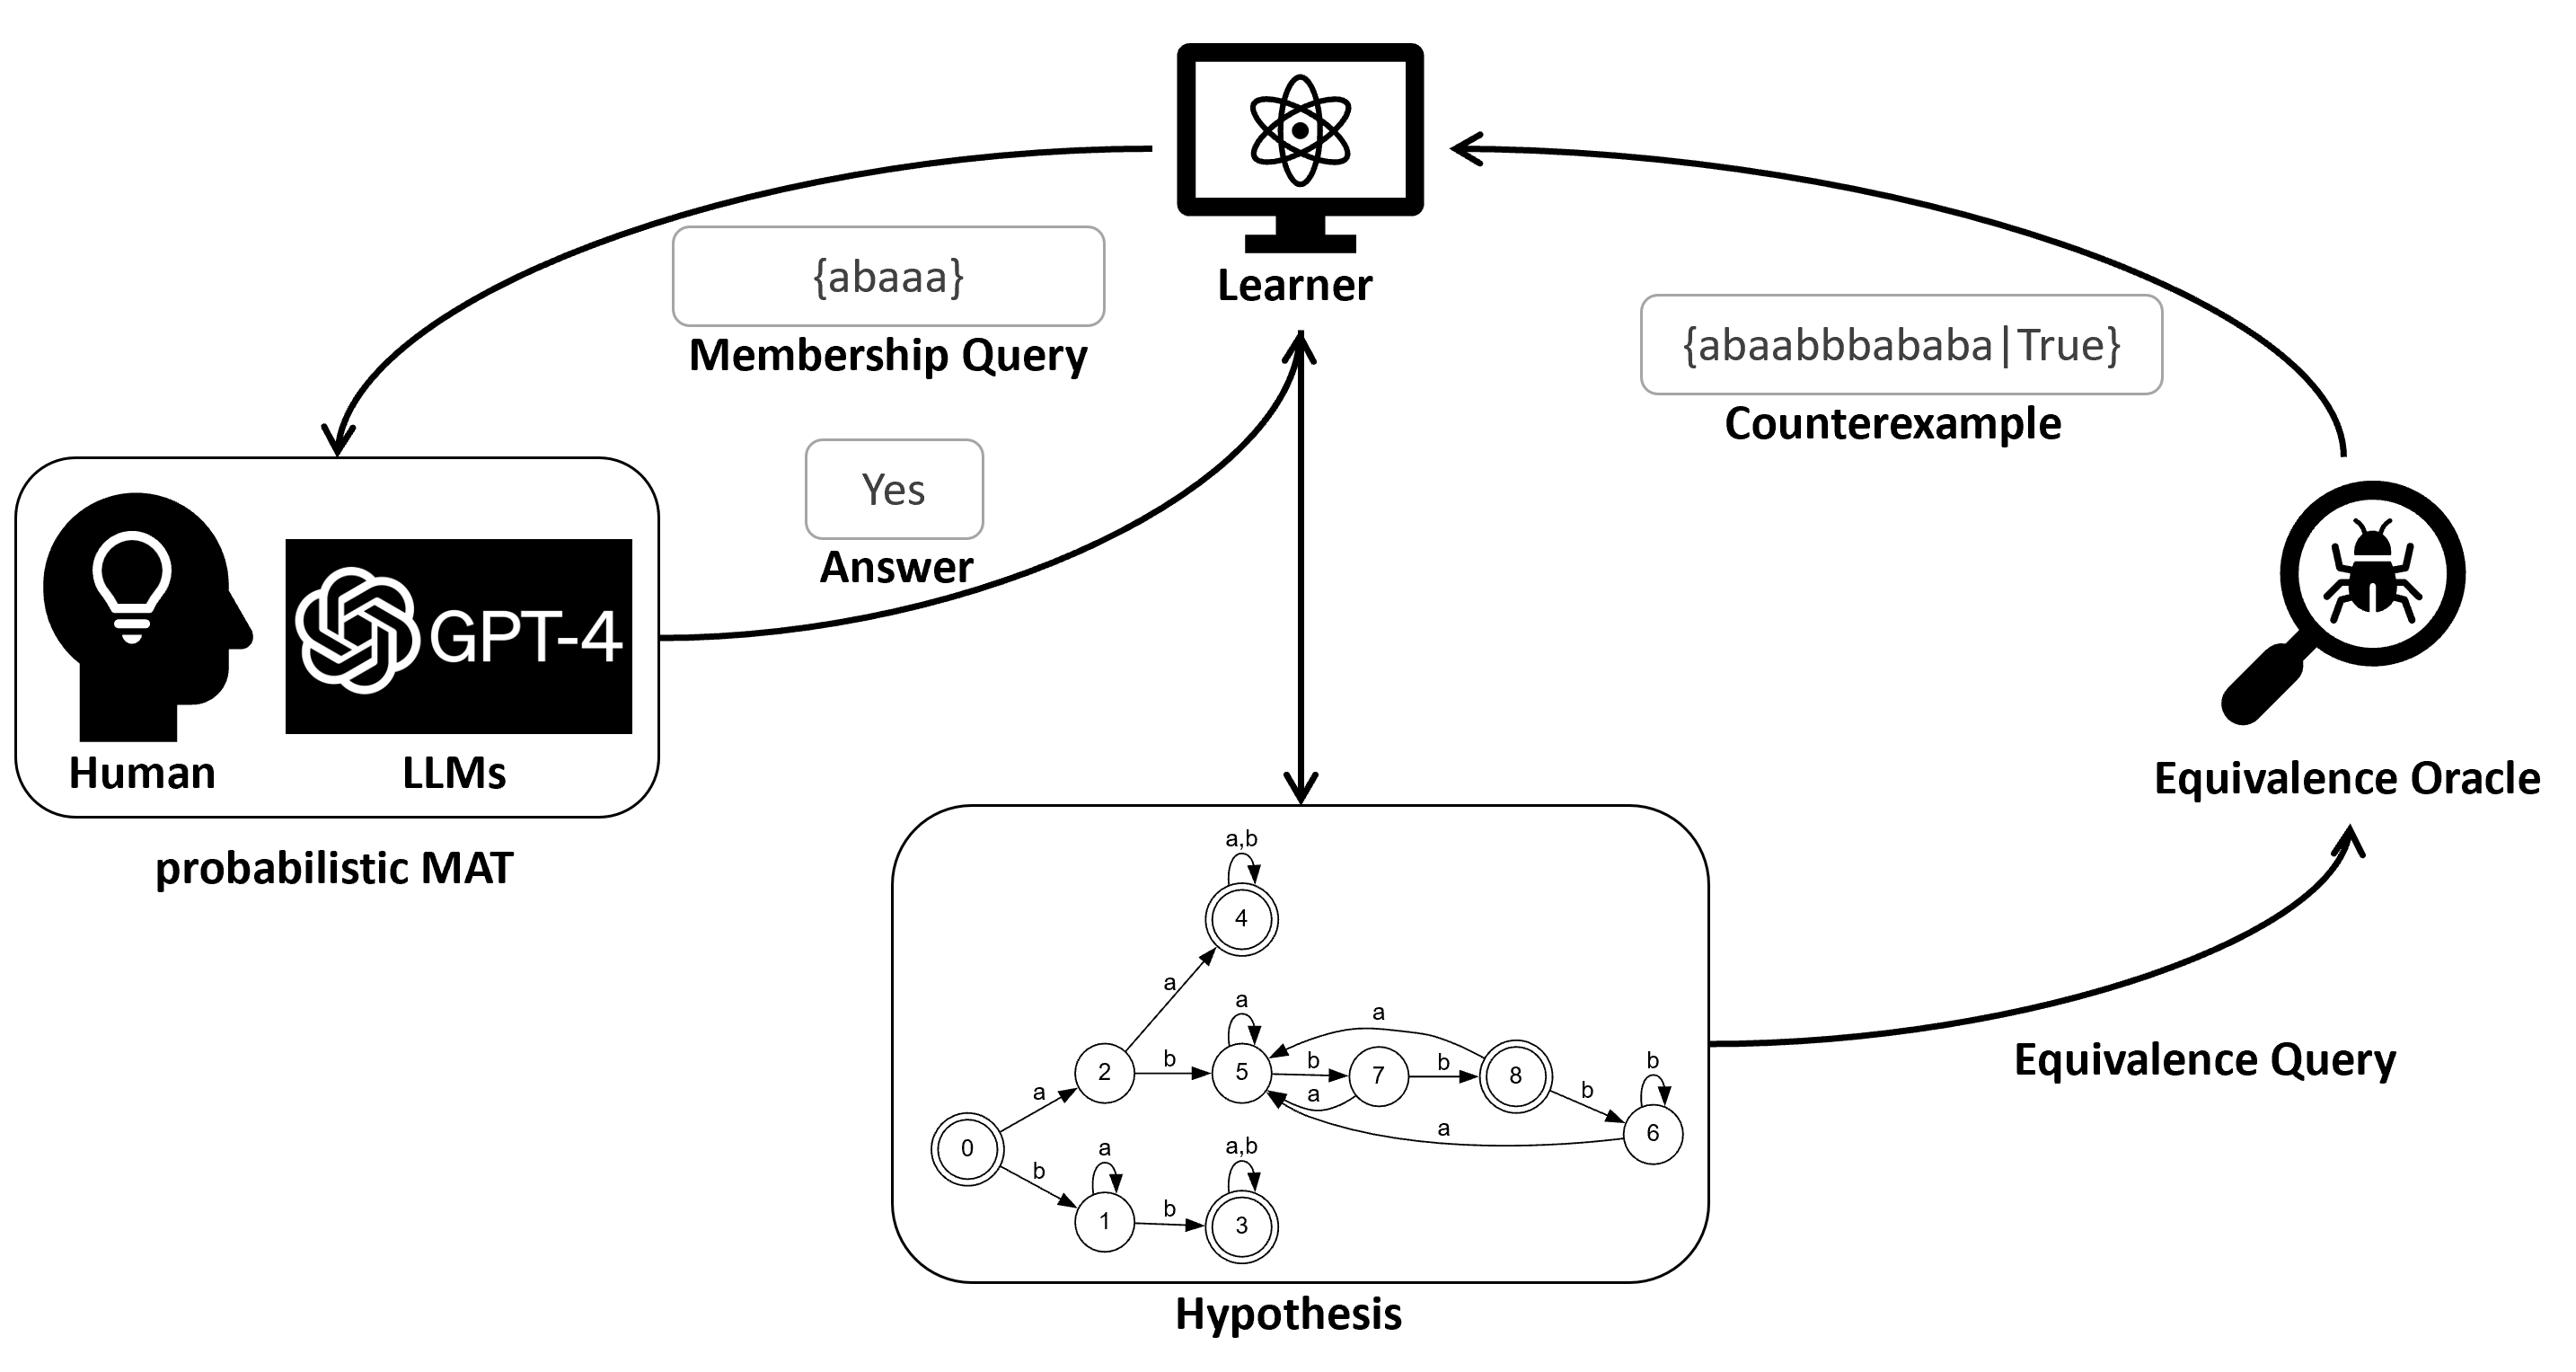 Learner
{abaaa}
Membership Query
{abaabbbababa|True}
Counterexample
Yes
Answer
GPT-4
Human
LLMs
probabilistic MAT
Equivalence Oracle
a,b
4
a
a
a
2
b
5
b
7
b
8
b
a
b
a
6
a
0
b
a
a,b
1
b
3
Equivalence Query
Hypothesis